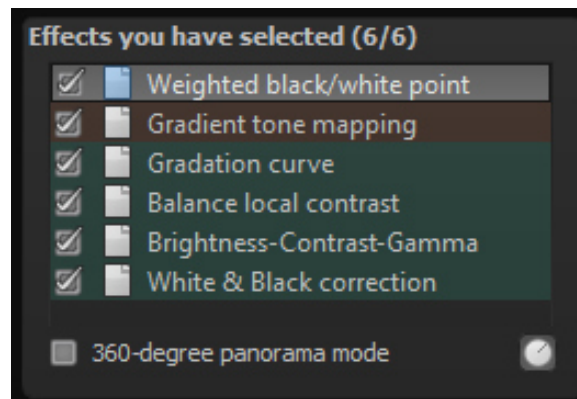 Effects you have selected (6/6)
Weighted black/white point
Gradient tone mapping
Gradation curve
Balance local contrast
Brightness-Contrast-Gamma
White & Black correction
360-degree panorama mode